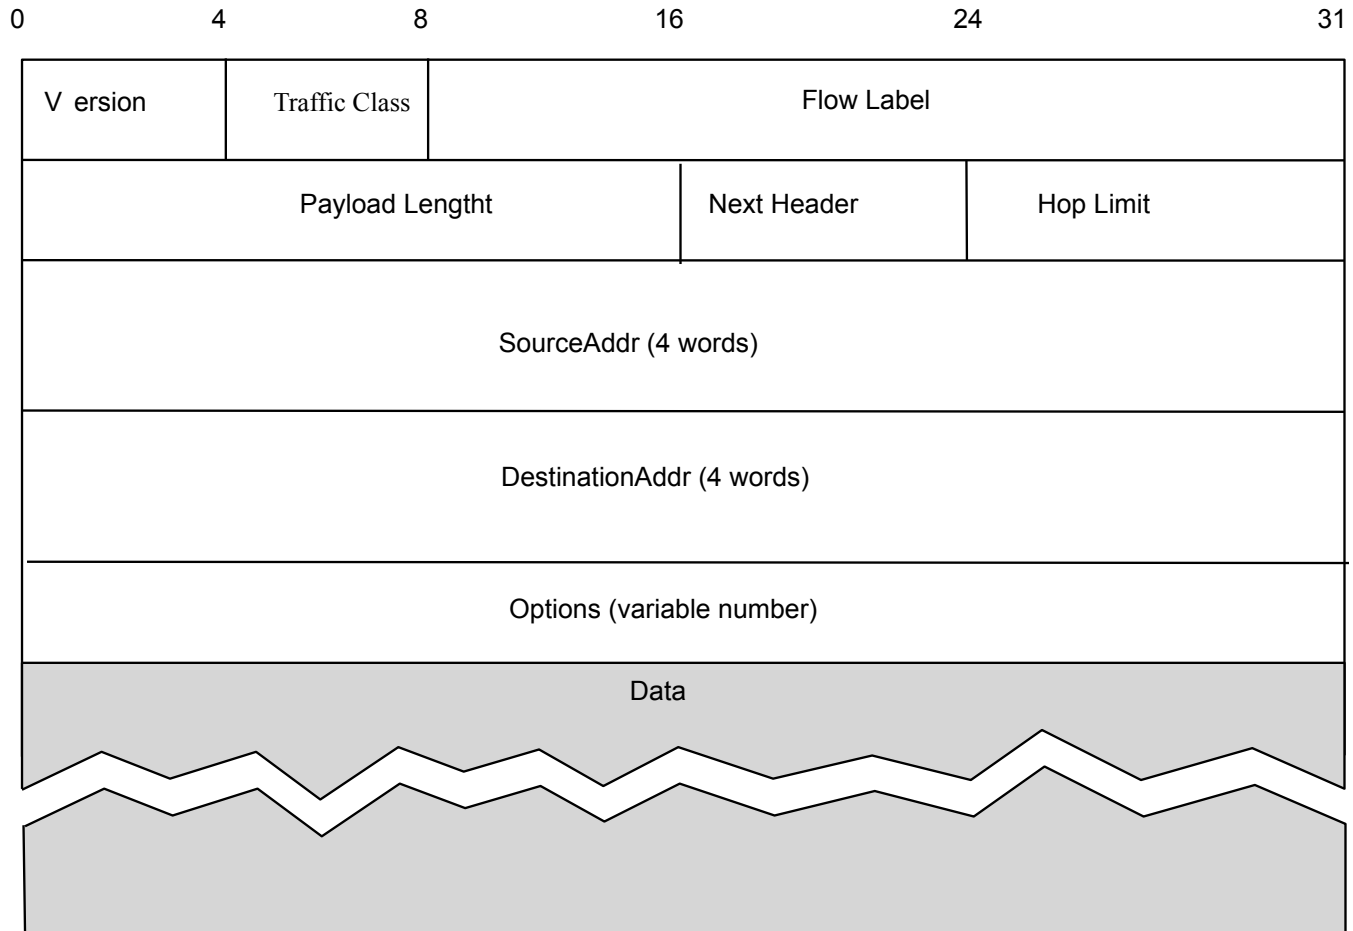 0 4 8 16 24 31
V ersion Traffic Class Flow Label
Payload Lengtht Next Header Hop Limit
SourceAddr (4 words)
DestinationAddr (4 words)
Options (variable number)
Data